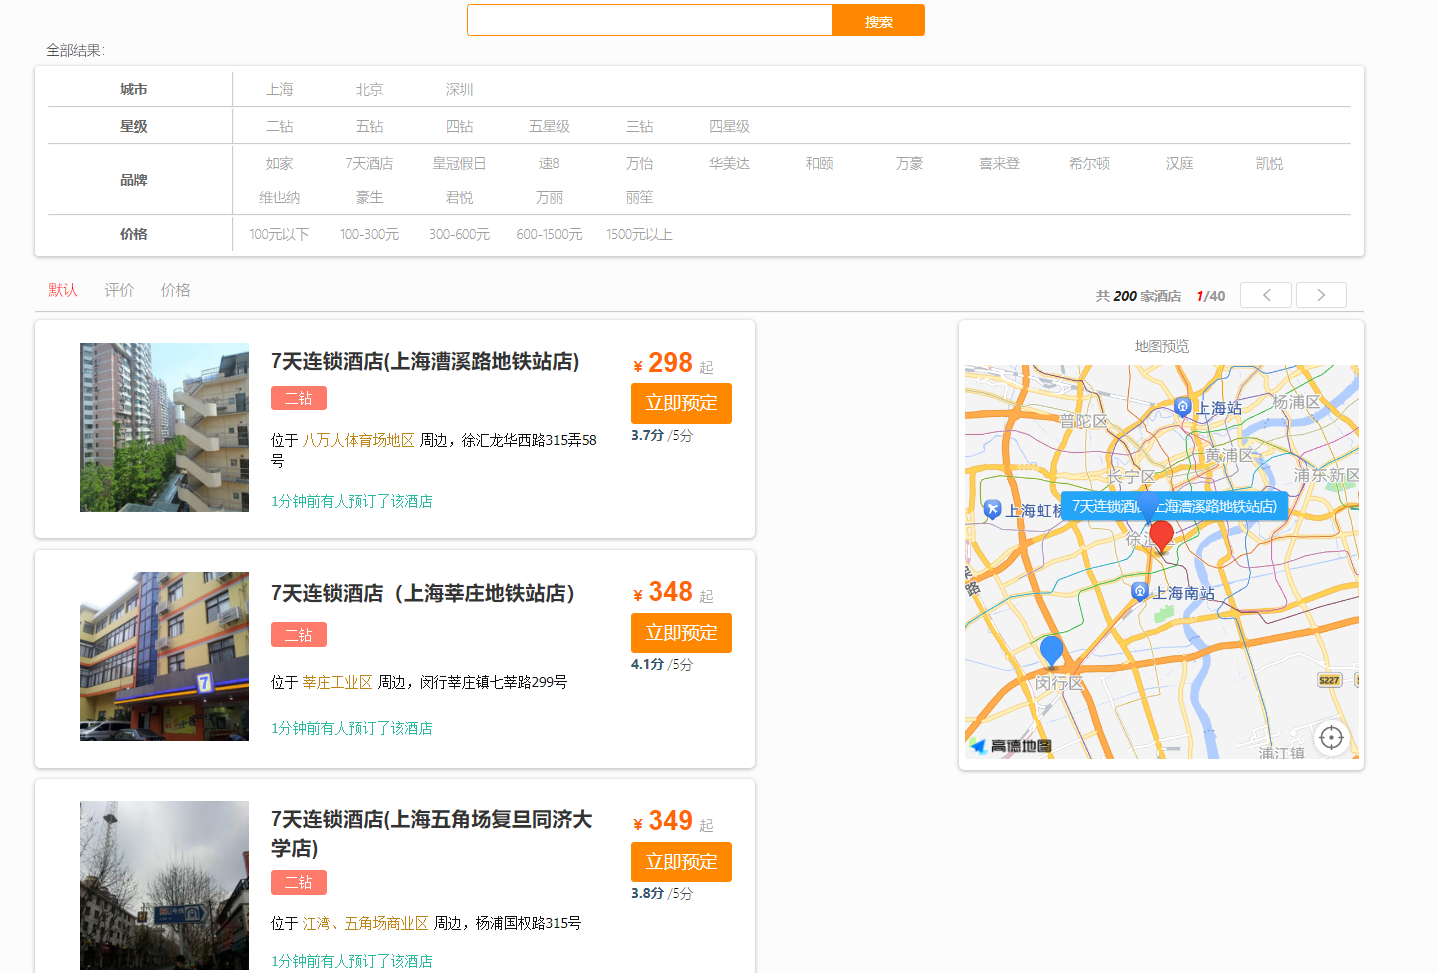 搜索
全部结果:
城市 上海 北京 深圳
星级 二钻 五钻 四钻 五星级 三钻 四星级
品牌 如家 7天酒店 皇冠假日 速8 万怡 华美达 和颐 万豪 喜来登 希尔顿 汉庭 凯悦
维也纳 豪生 君悦 万丽 丽笙
价格 100元以下 100-300元 300-600元 600-1500元 1500元以上
默认 评价 价格
共 200 家酒店 1/40
7天连锁酒店(上海漕溪路地铁站店)
二钻
位于 八万人体育场地区 周边，徐汇龙华西路315弄58
号
1分钟前有人预订了该酒店
¥ 298 起
立即预定
3.7分 /5分
7天连锁酒店（上海莘庄地铁站店）
二钻
位于 莘庄工业区 周边，闵行莘庄镇七莘路299号
1分钟前有人预订了该酒店
¥ 348 起
立即预定
4.1分 /5分
7
7天连锁酒店(上海五角场复旦同济大
学店)
二钻
位于 江湾、五角场商业区 周边，杨浦国权路315号
1分钟前有人预订了该酒店
¥ 349 起
立即预定
3.8分 /5分
地图预览
上海站
杨浦区
普陀区
黄浦区
长宁区
浦东新区
7天连锁酒店 上海漕溪路地铁站店)
上海虹桥
徐汇
上海南站
闵行区
S227
浦江镇
高德地图